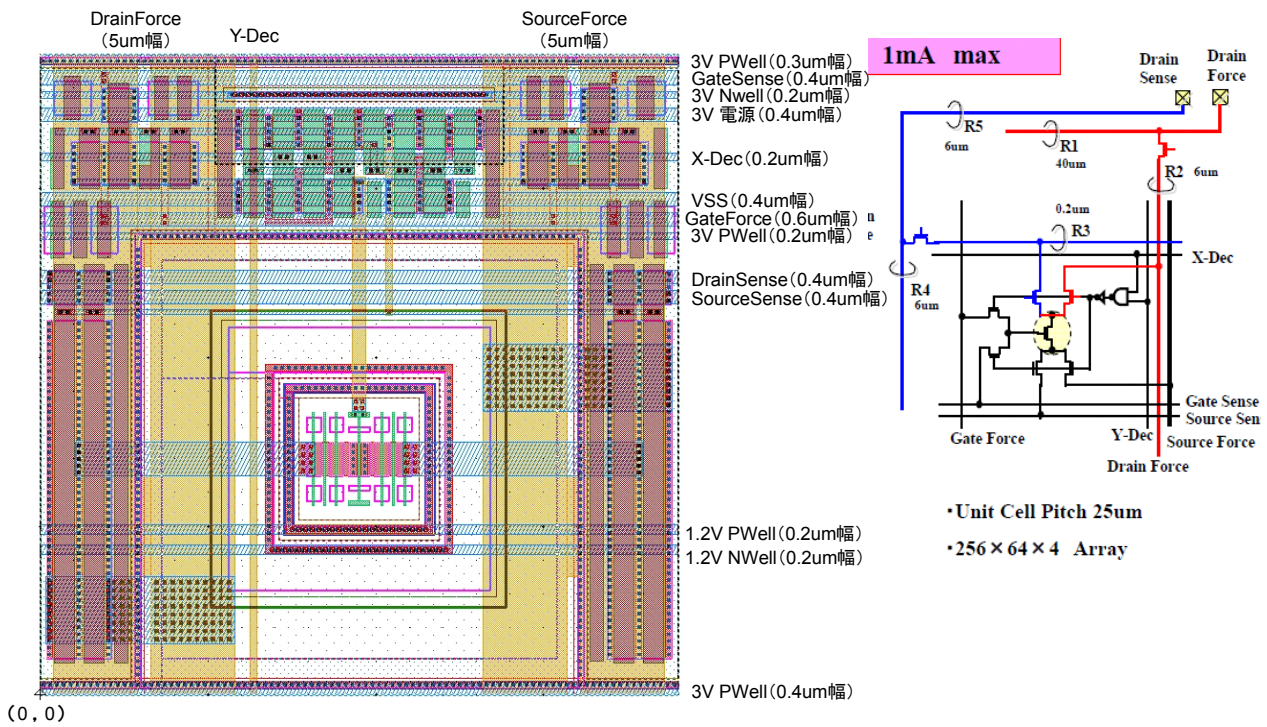 DrainForce
（5um幅）
Y-Dec
SourceForce
（5um幅）
3V PWell（0.3um幅）
GateSense（0.4um幅）
3V Nwell（0.2um幅）
3V 電源（0.4um幅）
X-Dec（0.2um幅）
VSS（0.4um幅）
GateForce（0.6um幅）
3V PWell（0.2um幅）
DrainSense（0.4um幅）
SourceSense（0.4um幅）
1.2V PWell（0.2um幅）
1.2V NWell（0.2um幅）
3V PWell（0.4um幅）
(0,0)
1mA max
Drain
Sense
Drain
Force
R5
6um
R1
40um
R2 6um
0.2um
R3
X-Dec
R4
6um
Gate Sense
Source Sen
Gate Force
Y-Dec
Source Force
Drain Force
・Unit Cell Pitch 25um
・256×64×4 Array